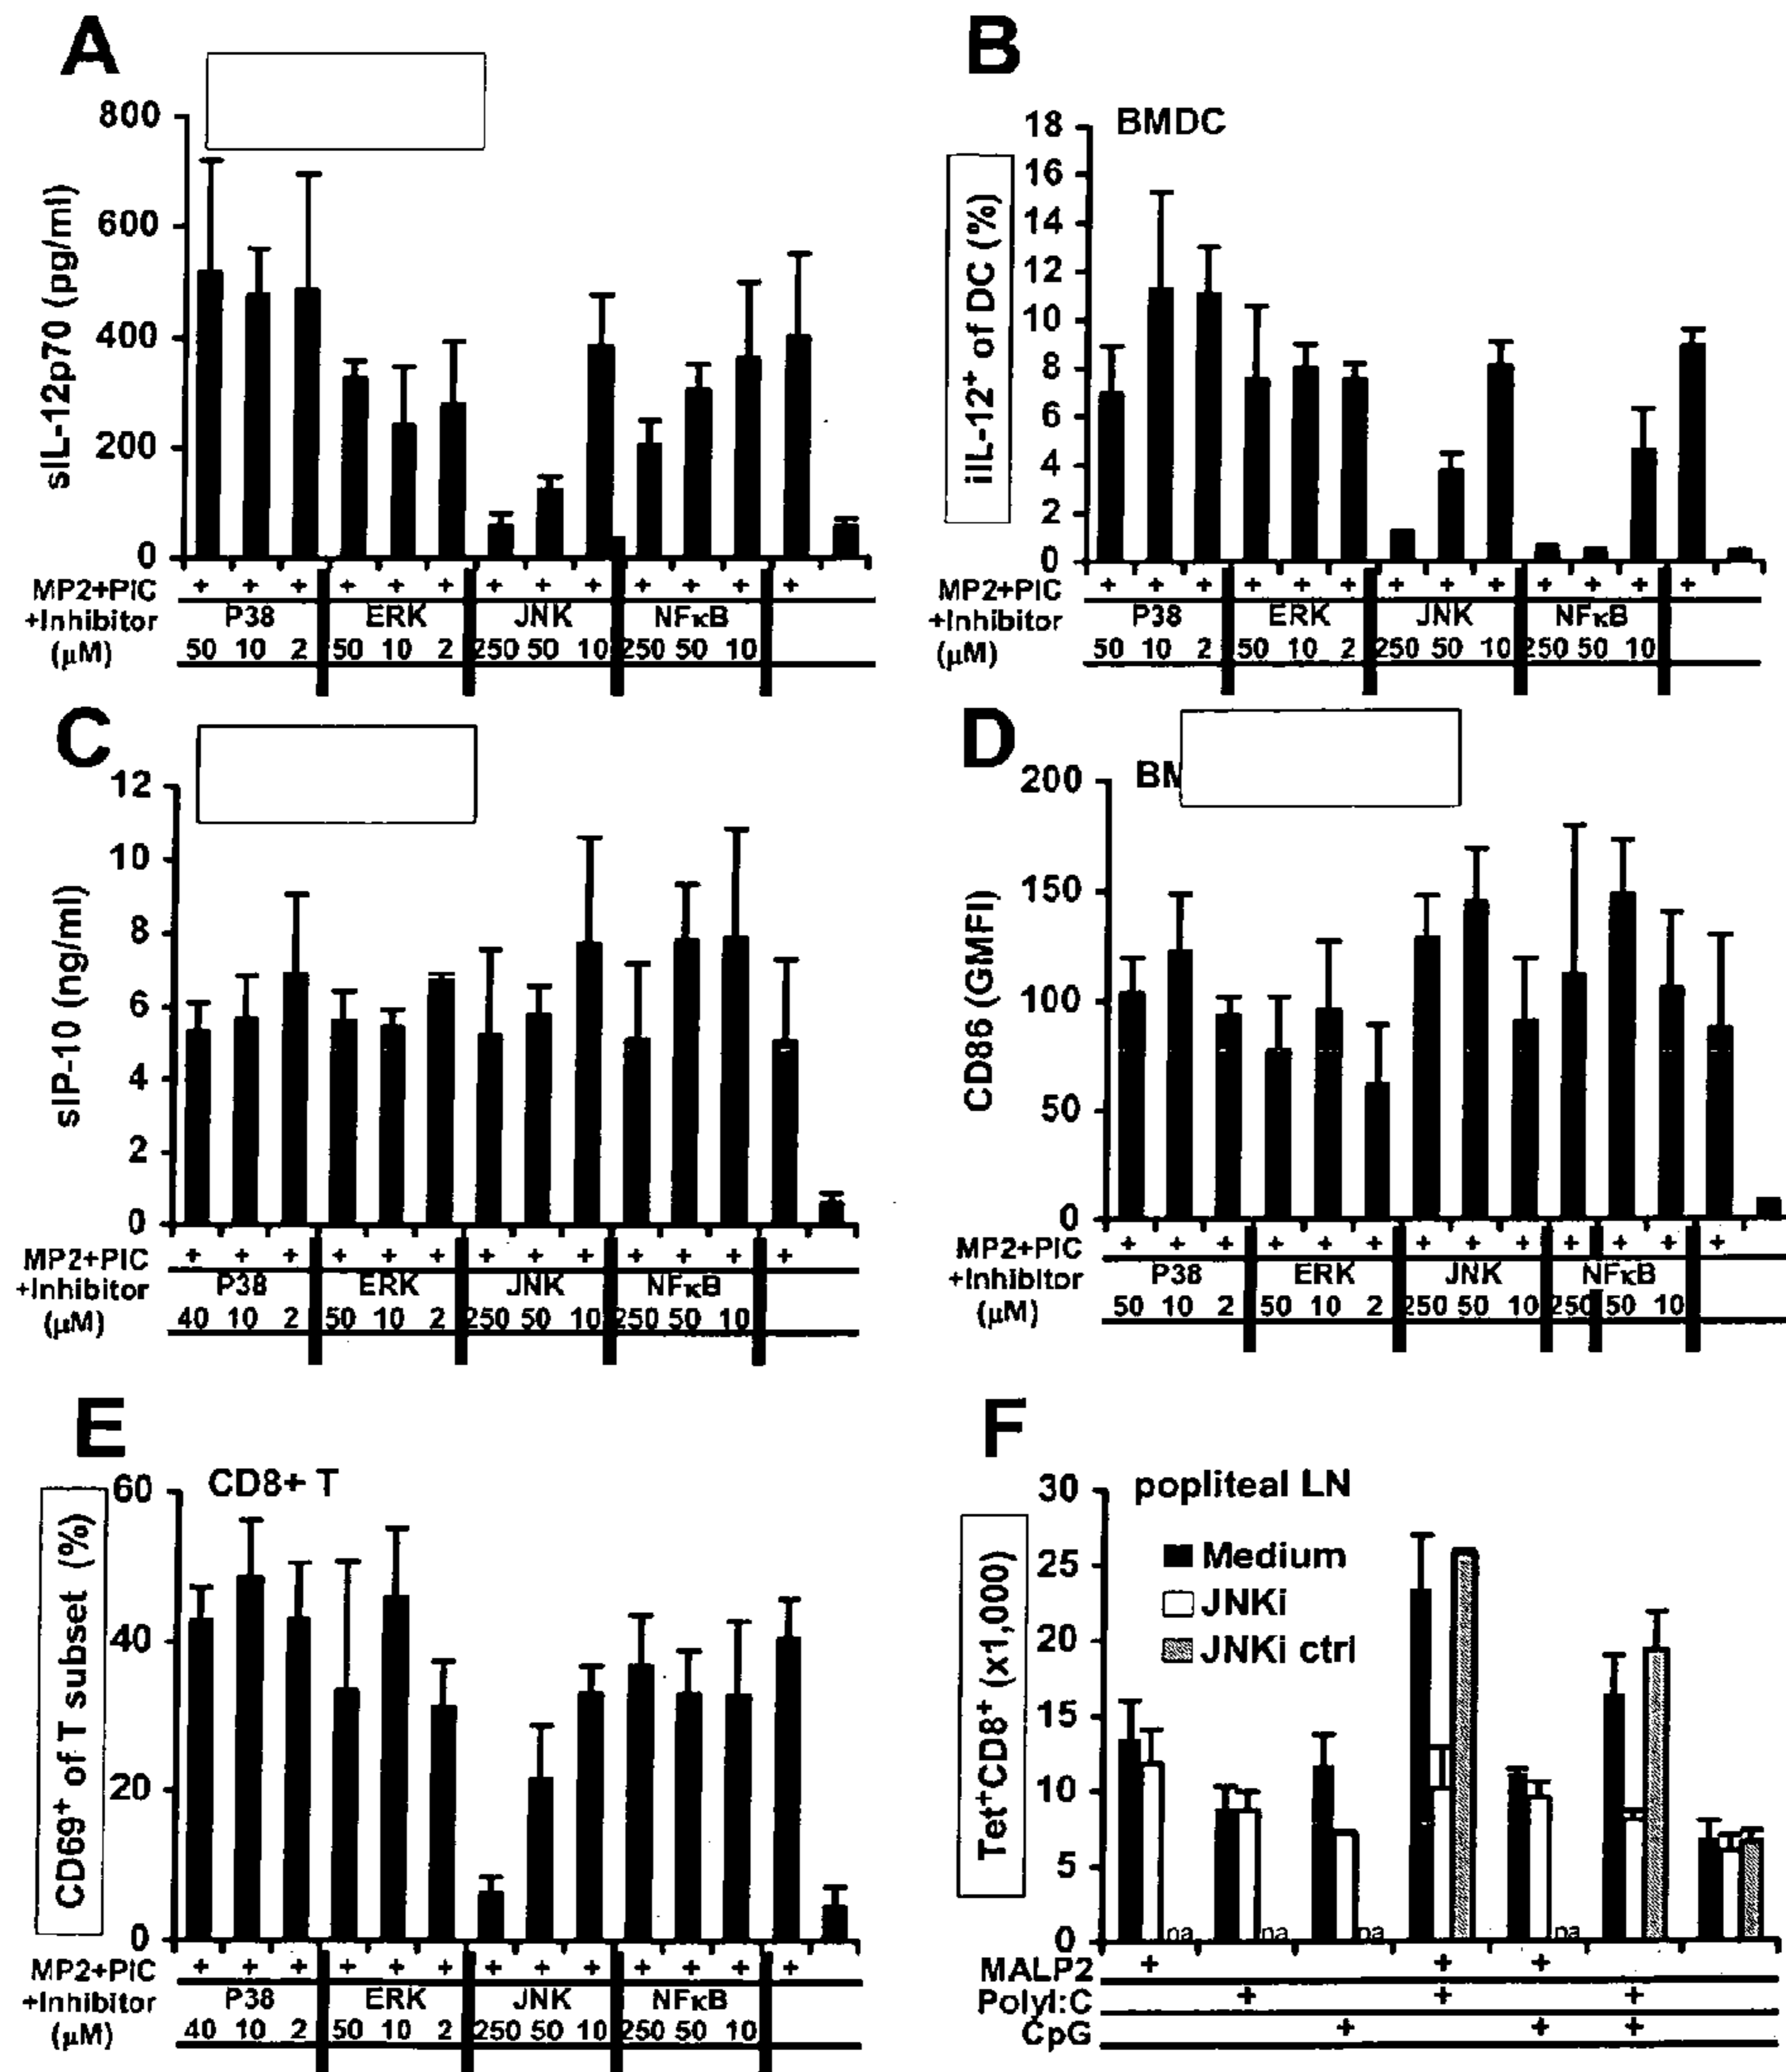 A
800
600
400
200
0
sIL-12p70 (pg/ml)
MP2+PIC + + + + + + + + + + + + +
+Inhibitor P38 ERK JNK NFκB
(μM) 50 10 2 50 10 2 250 50 10 250 50 10
B
BMDC
18
16
14
12
10
8
6
4
2
0
iIL-12+ of DC (%)
MP2+PIC + + + + + + + + + + + + +
+Inhibitor P38 ERK JNK NFκB
(μM) 50 10 2 50 10 2 250 50 10 250 50 10
C
12
10
8
6
4
2
0
sIP-10 (ng/ml)
MP2+PIC + + + + + + + + + + + + +
+Inhibitor P38 ERK JNK NFκB
(μM) 40 10 2 50 10 2 250 50 10 250 50 10
D
200
150
100
50
0
CD86 (GMFI)
MP2+PIC + + + + + + + + + + + + +
+Inhibitor P38 ERK JNK NFκB
(μM) 50 10 2 50 10 2 250 50 10 250 50 10
E
CD8+ T
60
40
20
0
CD69+ of T subset (%)
MP2+PIC + + + + + + + + + + + + +
+Inhibitor P38 ERK JNK NFκB
(μM) 40 10 2 50 10 2 250 50 10 250 50 10
F
popliteal LN
Medium
JNKi
JNKi ctrl
30
25
20
15
10
5
0
Tet+CD8+ (x1,000)
na na na na
MALP2 + + +
PolyI:C + + +
CpG + + +